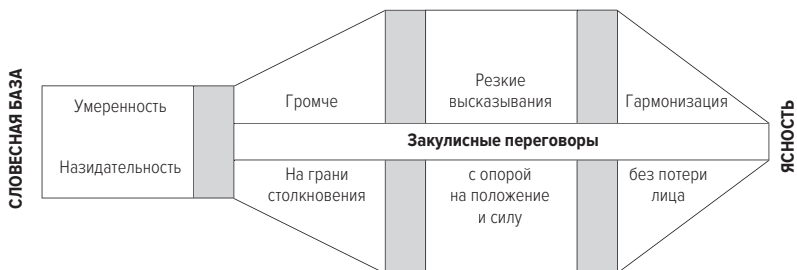 СЛОВЕСНАЯ БАЗА
Умеренность
Назидательность
Громче
На грани
столкновения
Резкие
высказывания
Закулисные переговоры
с опорой
на положение
и силу
Гармонизация
без потери
лица
ЯСНОСТЬ